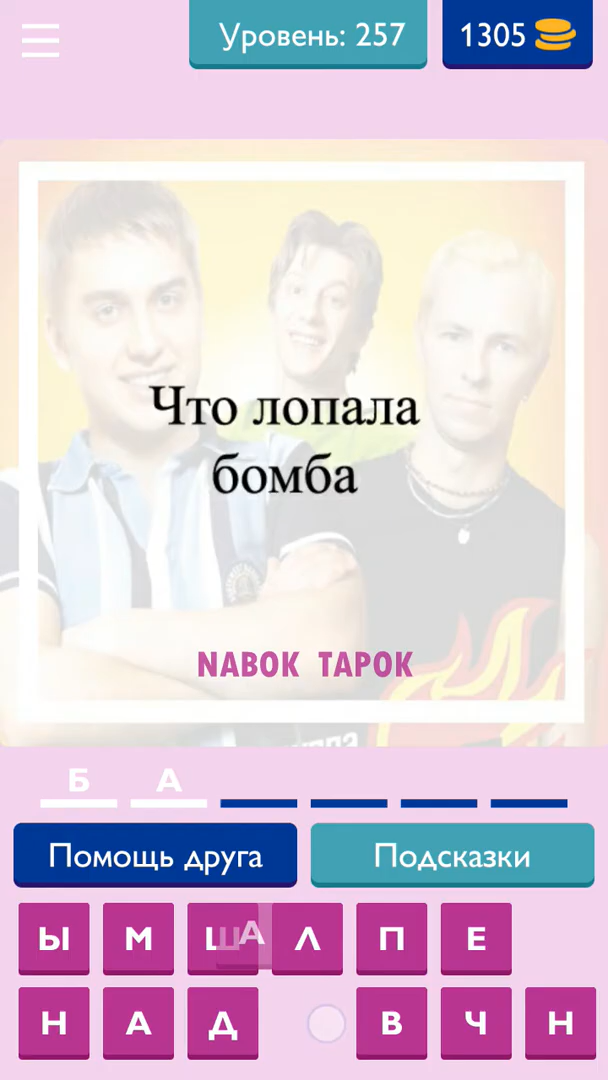 Уровень: 257
1305
Что лопала
бомба
NABOK TAPOK
Б А
Помощь друга
Подсказки
Ы М Ш А Л П Е
Н А Д В Ч Н